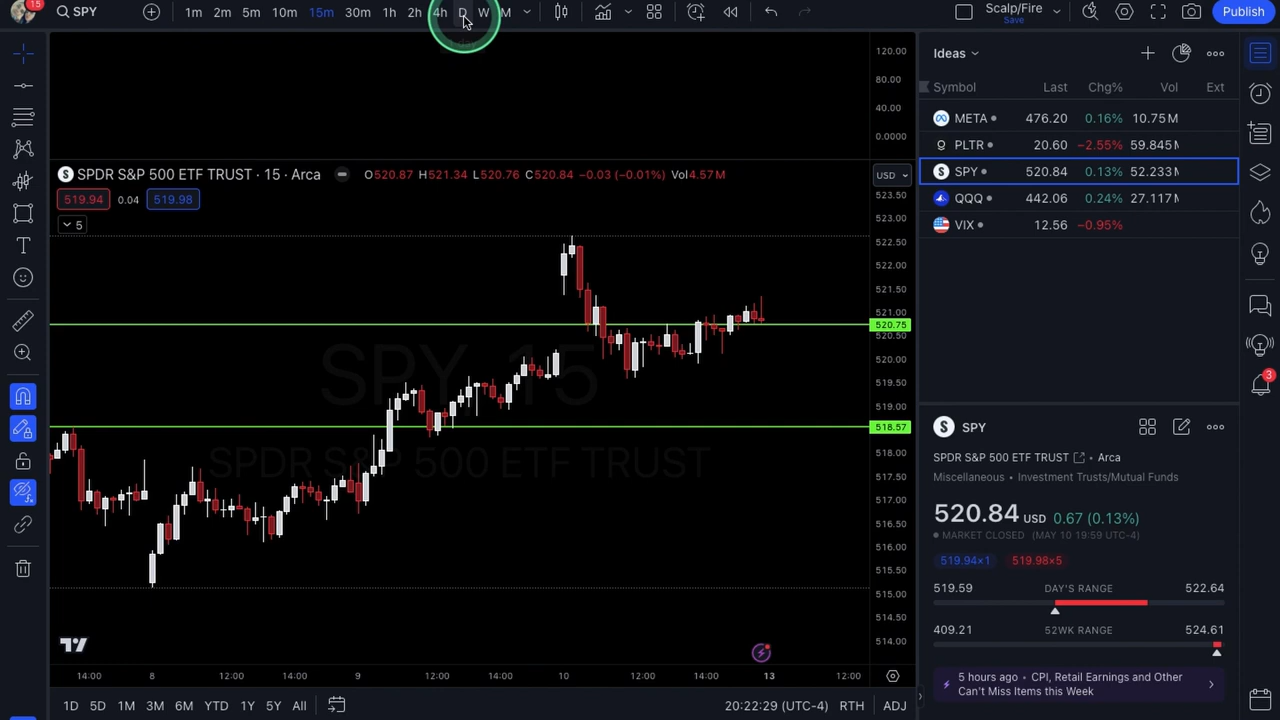 15
SPY
1m 2m 5m 10m 15m 30m 1h 2h 4h D W M
Scalp/Fire
Save
Publish
120.00
80.00
40.00
0.0000
SPDR S&P 500 ETF TRUST · 15 · Arca
O520.87 H521.34 L520.76 C520.84 −0.03 (−0.01%) Vol4.57M
USD
519.94 0.04 519.98
5
523.50
523.00
522.50
522.00
521.50
521.00
520.75
520.50
520.00
519.50
519.00
518.57
518.00
517.50
517.00
516.50
516.00
515.50
515.00
514.50
514.00
SPY, 15
SPDR S&P 500 ETF TRUST
14:00 8 12:00 14:00 9 12:00 14:00 10 12:00 14:00 13 12:00
1D 5D 1M 3M 6M YTD 1Y 5Y All
20:22:29 (UTC-4) RTH ADJ
Ideas
Symbol Last Chg% Vol Ext
META 476.20 0.16% 10.75M
PLTR 20.60 −2.55% 59.845M
SPY 520.84 0.13% 52.233M
QQQ 442.06 0.24% 27.117M
VIX 12.56 −0.95%
3
SPY
SPDR S&P 500 ETF TRUST • Arca
Miscellaneous • Investment Trusts/Mutual Funds
520.84 USD 0.67 (0.13%)
MARKET CLOSED (MAY 10 19:59 UTC-4)
519.94×1 519.98×5
519.59 DAY'S RANGE 522.64
409.21 52WK RANGE 524.61
5 hours ago • CPI, Retail Earnings and Other
Can't Miss Items this Week